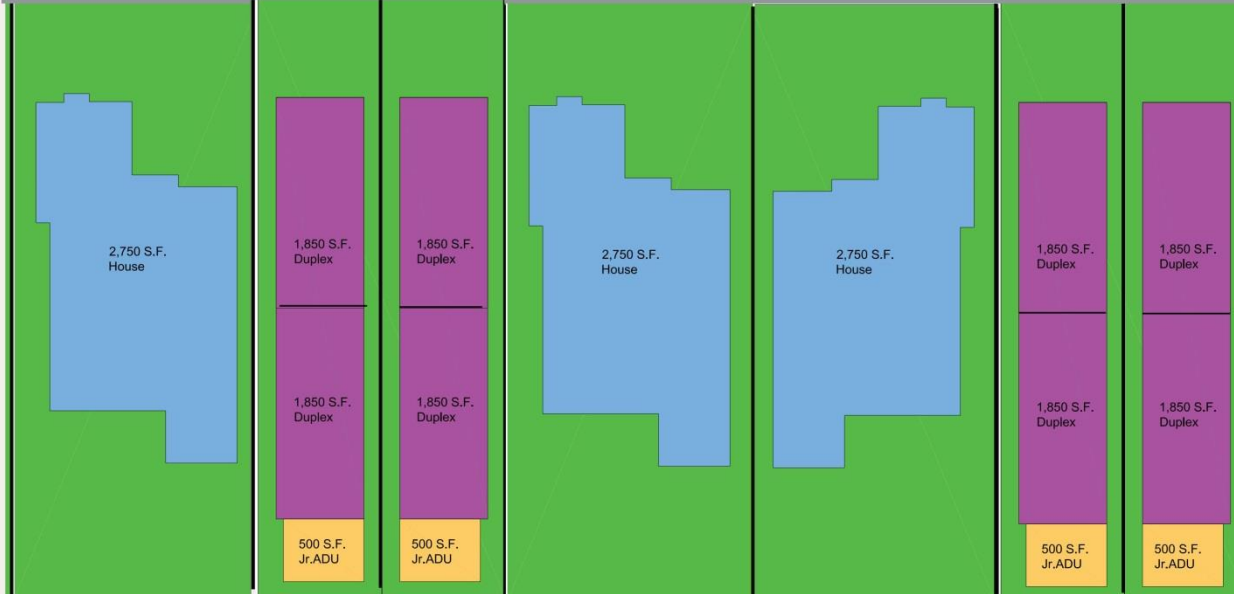 2,750 S.F.
House
1,850 S.F.
Duplex
1,850 S.F.
Duplex
2,750 S.F.
House
2,750 S.F.
House
1,850 S.F.
Duplex
1,850 S.F.
Duplex
1,850 S.F.
Duplex
1,850 S.F.
Duplex
1,850 S.F.
Duplex
1,850 S.F.
Duplex
500 S.F.
Jr.ADU
500 S.F.
Jr.ADU
500 S.F.
Jr.ADU
500 S.F.
Jr.ADU